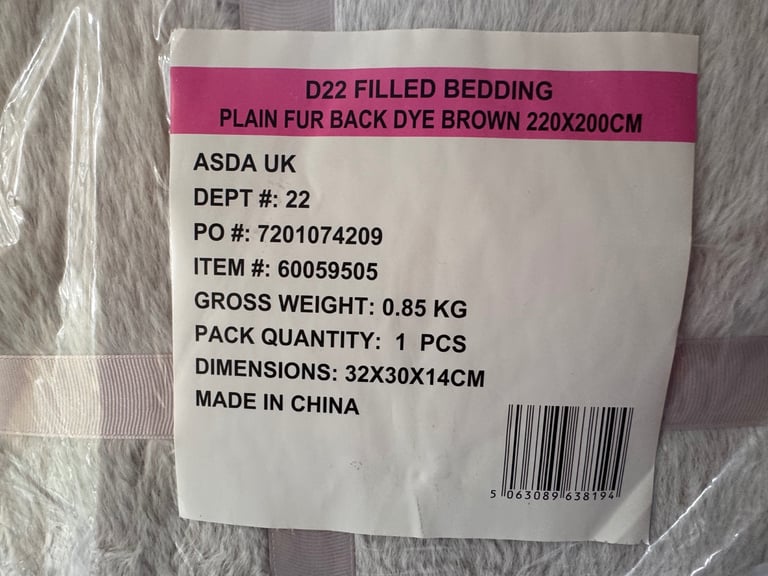 D22 FILLED BEDDING
PLAIN FUR BACK DYE BROWN 220X200CM
ASDA UK
DEPT #: 22
PO #: 7201074209
ITEM #: 60059505
GROSS WEIGHT: 0.85 KG
PACK QUANTITY: 1 PCS
DIMENSIONS: 32X30X14CM
MADE IN CHINA
5 063089 638194